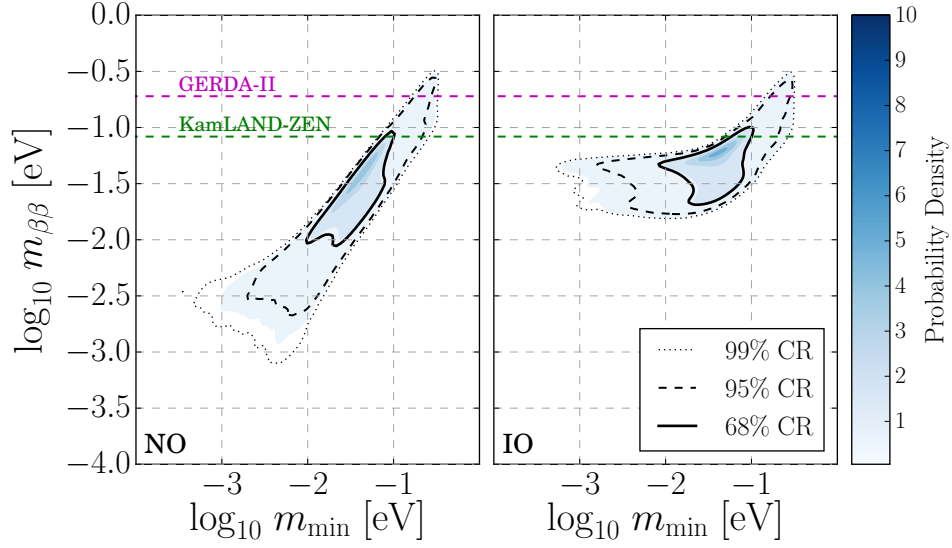 log₁₀ mββ [eV]
0.0
−0.5
−1.0
−1.5
−2.0
−2.5
−3.0
−3.5
−4.0
GERDA-II
KamLAND-ZEN
NO
−3 −2 −1
log₁₀ m_min [eV]
99% CR
95% CR
68% CR
IO
−3 −2 −1
log₁₀ m_min [eV]
10
9
8
7
6
5
4
3
2
1
Probability Density